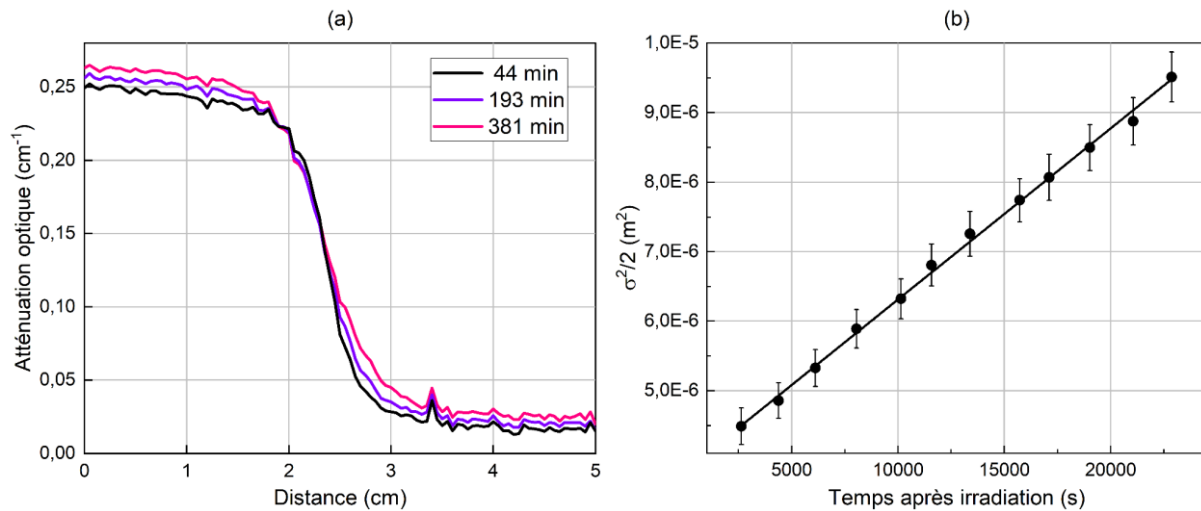 (a)
Atténuation optique (cm⁻¹)
0,25
0,20
0,15
0,10
0,05
0,00
44 min
193 min
381 min
0 1 2 3 4 5
Distance (cm)
(b)
σ²/2 (m²)
1,0E-5
9,0E-6
8,0E-6
7,0E-6
6,0E-6
5,0E-6
5000 10000 15000 20000
Temps après irradiation (s)